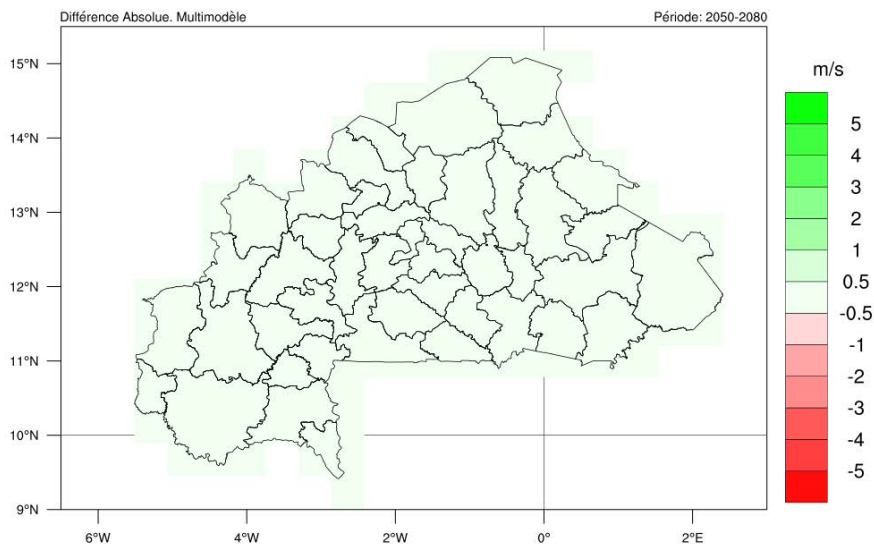 Différence Absolue. Multimodèle
Période: 2050-2080
15°N
14°N
13°N
12°N
11°N
10°N
9°N
6°W
4°W
2°W
0°
2°E
m/s
5
4
3
2
1
0.5
-0.5
-1
-2
-3
-4
-5